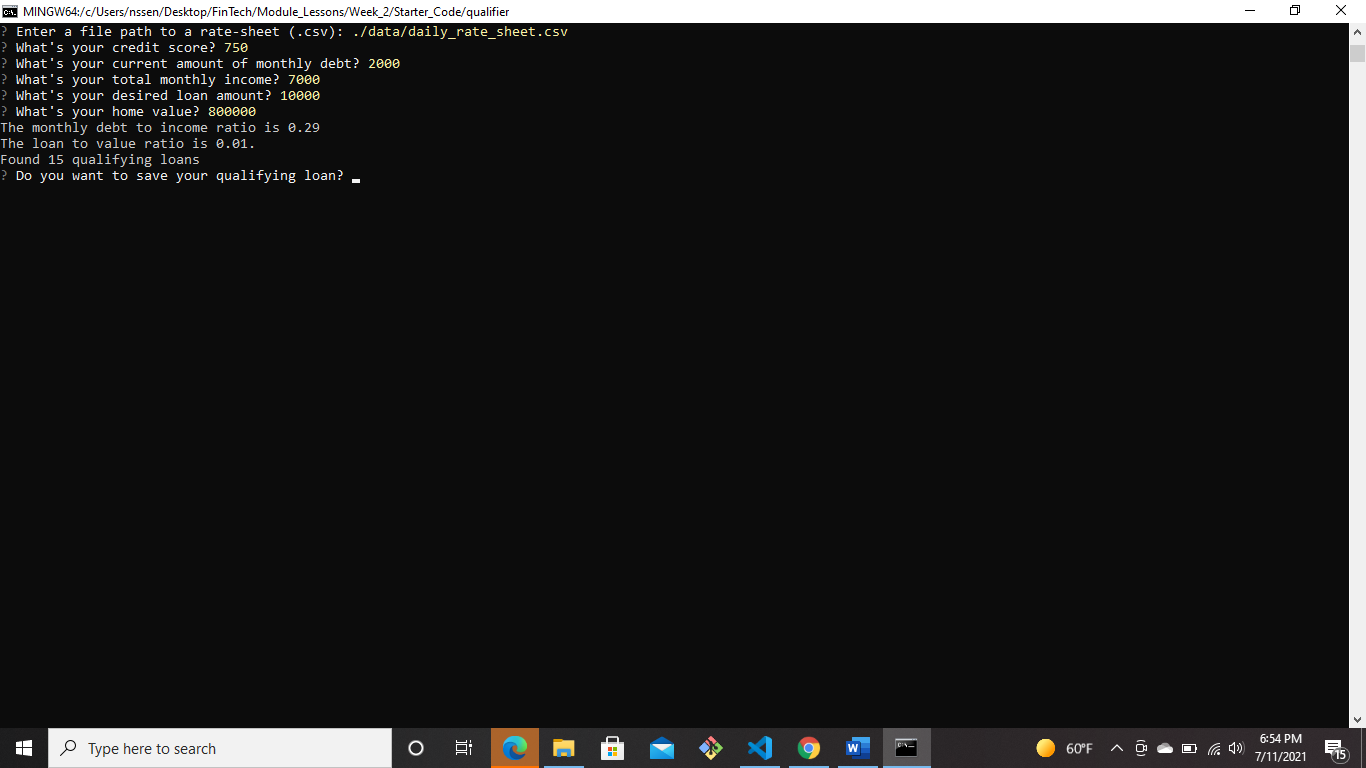 MINGW64:/c/Users/nssen/Desktop/FinTech/Module_Lessons/Week_2/Starter_Code/qualifier
? Enter a file path to a rate-sheet (.csv): ./data/daily_rate_sheet.csv
? What's your credit score? 750
? What's your current amount of monthly debt? 2000
? What's your total monthly income? 7000
? What's your desired loan amount? 10000
? What's your home value? 800000
The monthly debt to income ratio is 0.29
The loan to value ratio is 0.01.
Found 15 qualifying loans
? Do you want to save your qualifying loan?
Type here to search
60°F
6:54 PM
7/11/2021
15